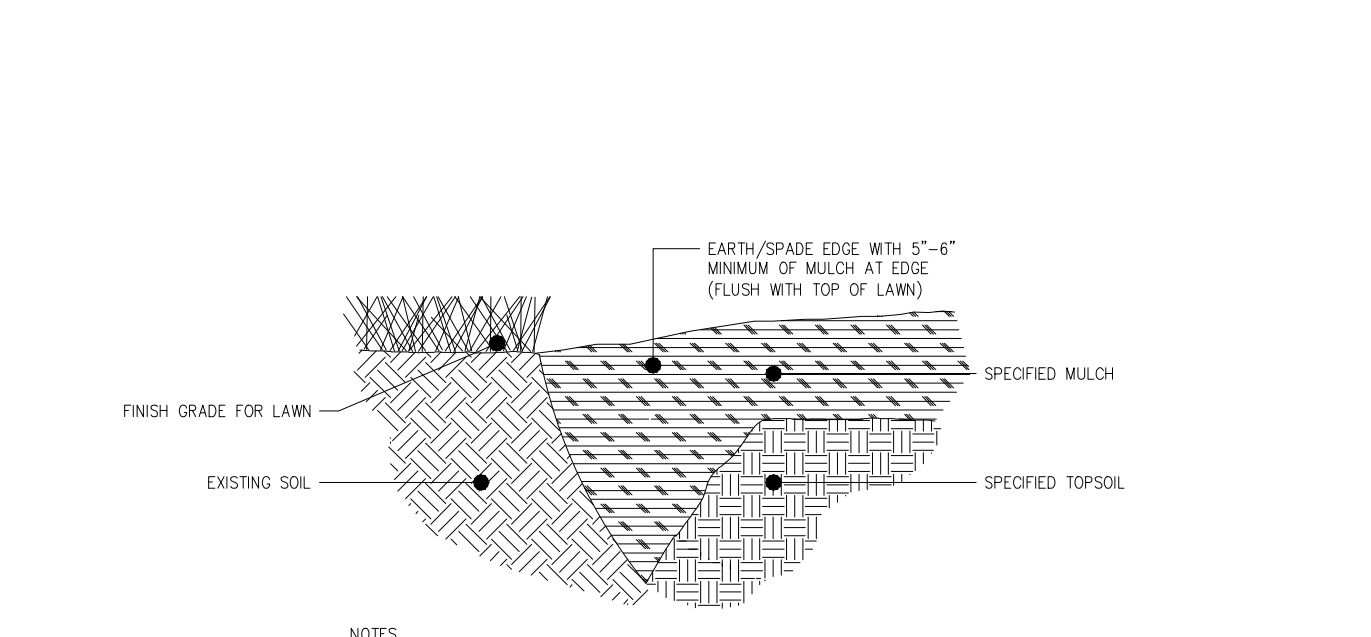 EARTH/SPADE EDGE WITH 5”-6”
MINIMUM OF MULCH AT EDGE
(FLUSH WITH TOP OF LAWN)
SPECIFIED MULCH
FINISH GRADE FOR LAWN
EXISTING SOIL
SPECIFIED TOPSOIL
NOTES